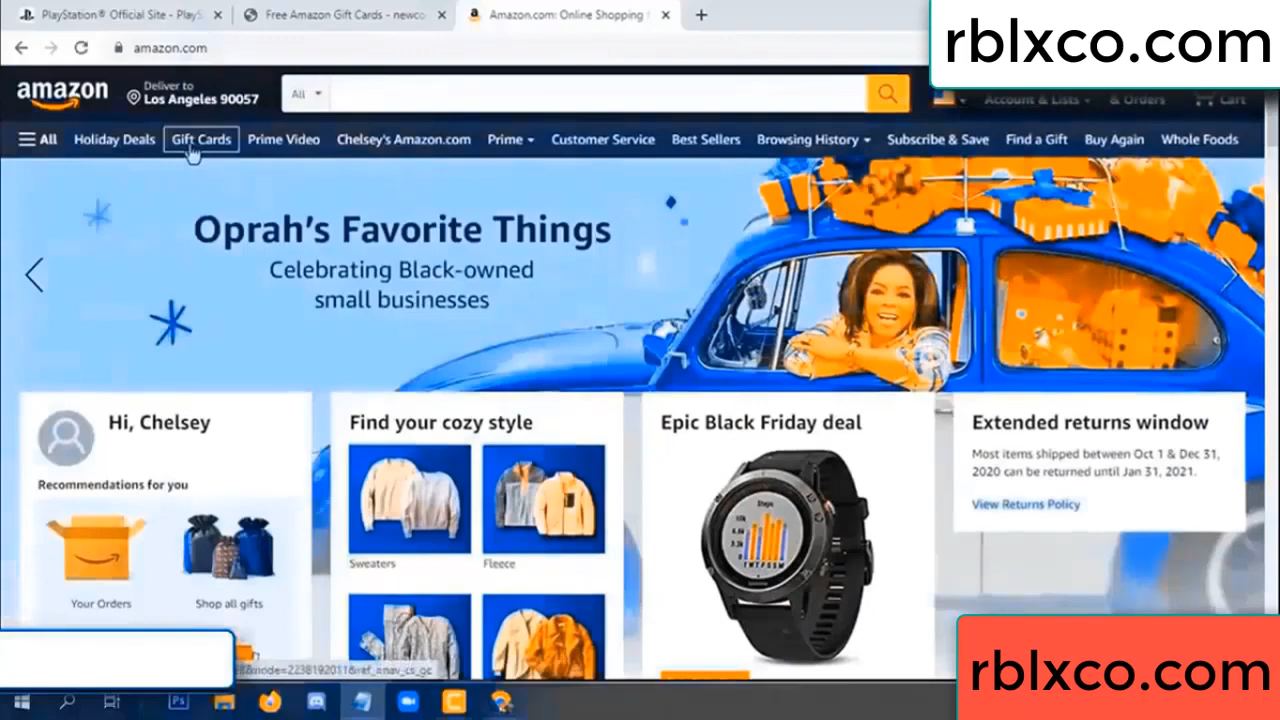 PlayStation® Official Site - PlayS
Free Amazon Gift Cards - newco
Amazon.com: Online Shopping f
rblxco.com
amazon.com
amazon
Deliver to
Los Angeles 90057
All
Account & Lists
& Orders
Cart
All
Holiday Deals
Gift Cards
Prime Video
Chelsey's Amazon.com
Prime
Customer Service
Best Sellers
Browsing History
Subscribe & Save
Find a Gift
Buy Again
Whole Foods
Oprah's Favorite Things
Celebrating Black-owned
small businesses
Hi, Chelsey
Recommendations for you
Your Orders
Shop all gifts
Find your cozy style
Sweaters
Fleece
Epic Black Friday deal
Steps
Extended returns window
Most items shipped between Oct 1 & Dec 31,
2020 can be returned until Jan 31, 2021.
View Returns Policy
rblxco.com
Ps